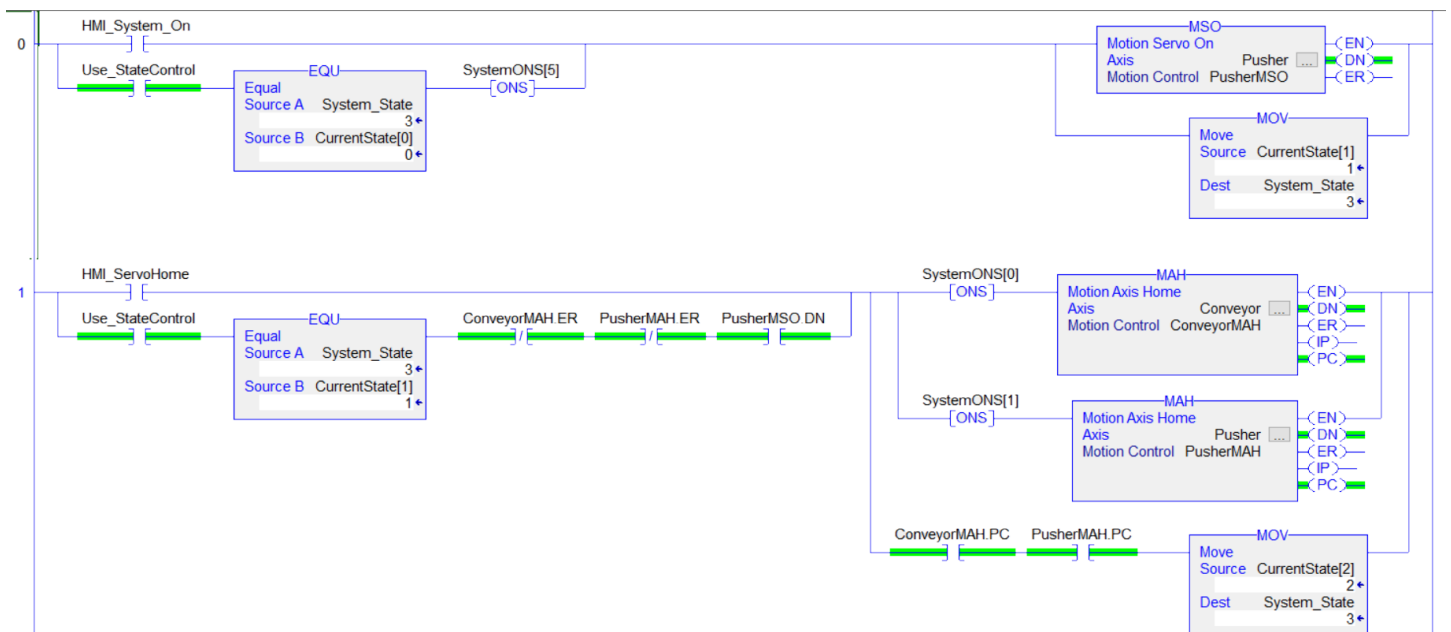 HMI_System_On
0
MSO
Motion Servo On
Axis Pusher ...
Motion Control PusherMSO
EN
DN
ER
Use_StateControl
EQU
Equal
Source A System_State
3
Source B CurrentState[0]
0
SystemONS[5]
ONS
MOV
Move
Source CurrentState[1]
1
Dest System_State
3
HMI_ServoHome
1
SystemONS[0]
ONS
MAH
Motion Axis Home
Axis Conveyor ...
Motion Control ConveyorMAH
EN
DN
ER
IP
PC
Use_StateControl
EQU
Equal
Source A System_State
3
Source B CurrentState[1]
1
ConveyorMAH.ER
PusherMAH.ER
PusherMSO.DN
SystemONS[1]
ONS
MAH
Motion Axis Home
Axis Pusher ...
Motion Control PusherMAH
EN
DN
ER
IP
PC
ConveyorMAH.PC
PusherMAH.PC
MOV
Move
Source CurrentState[2]
2
Dest System_State
3